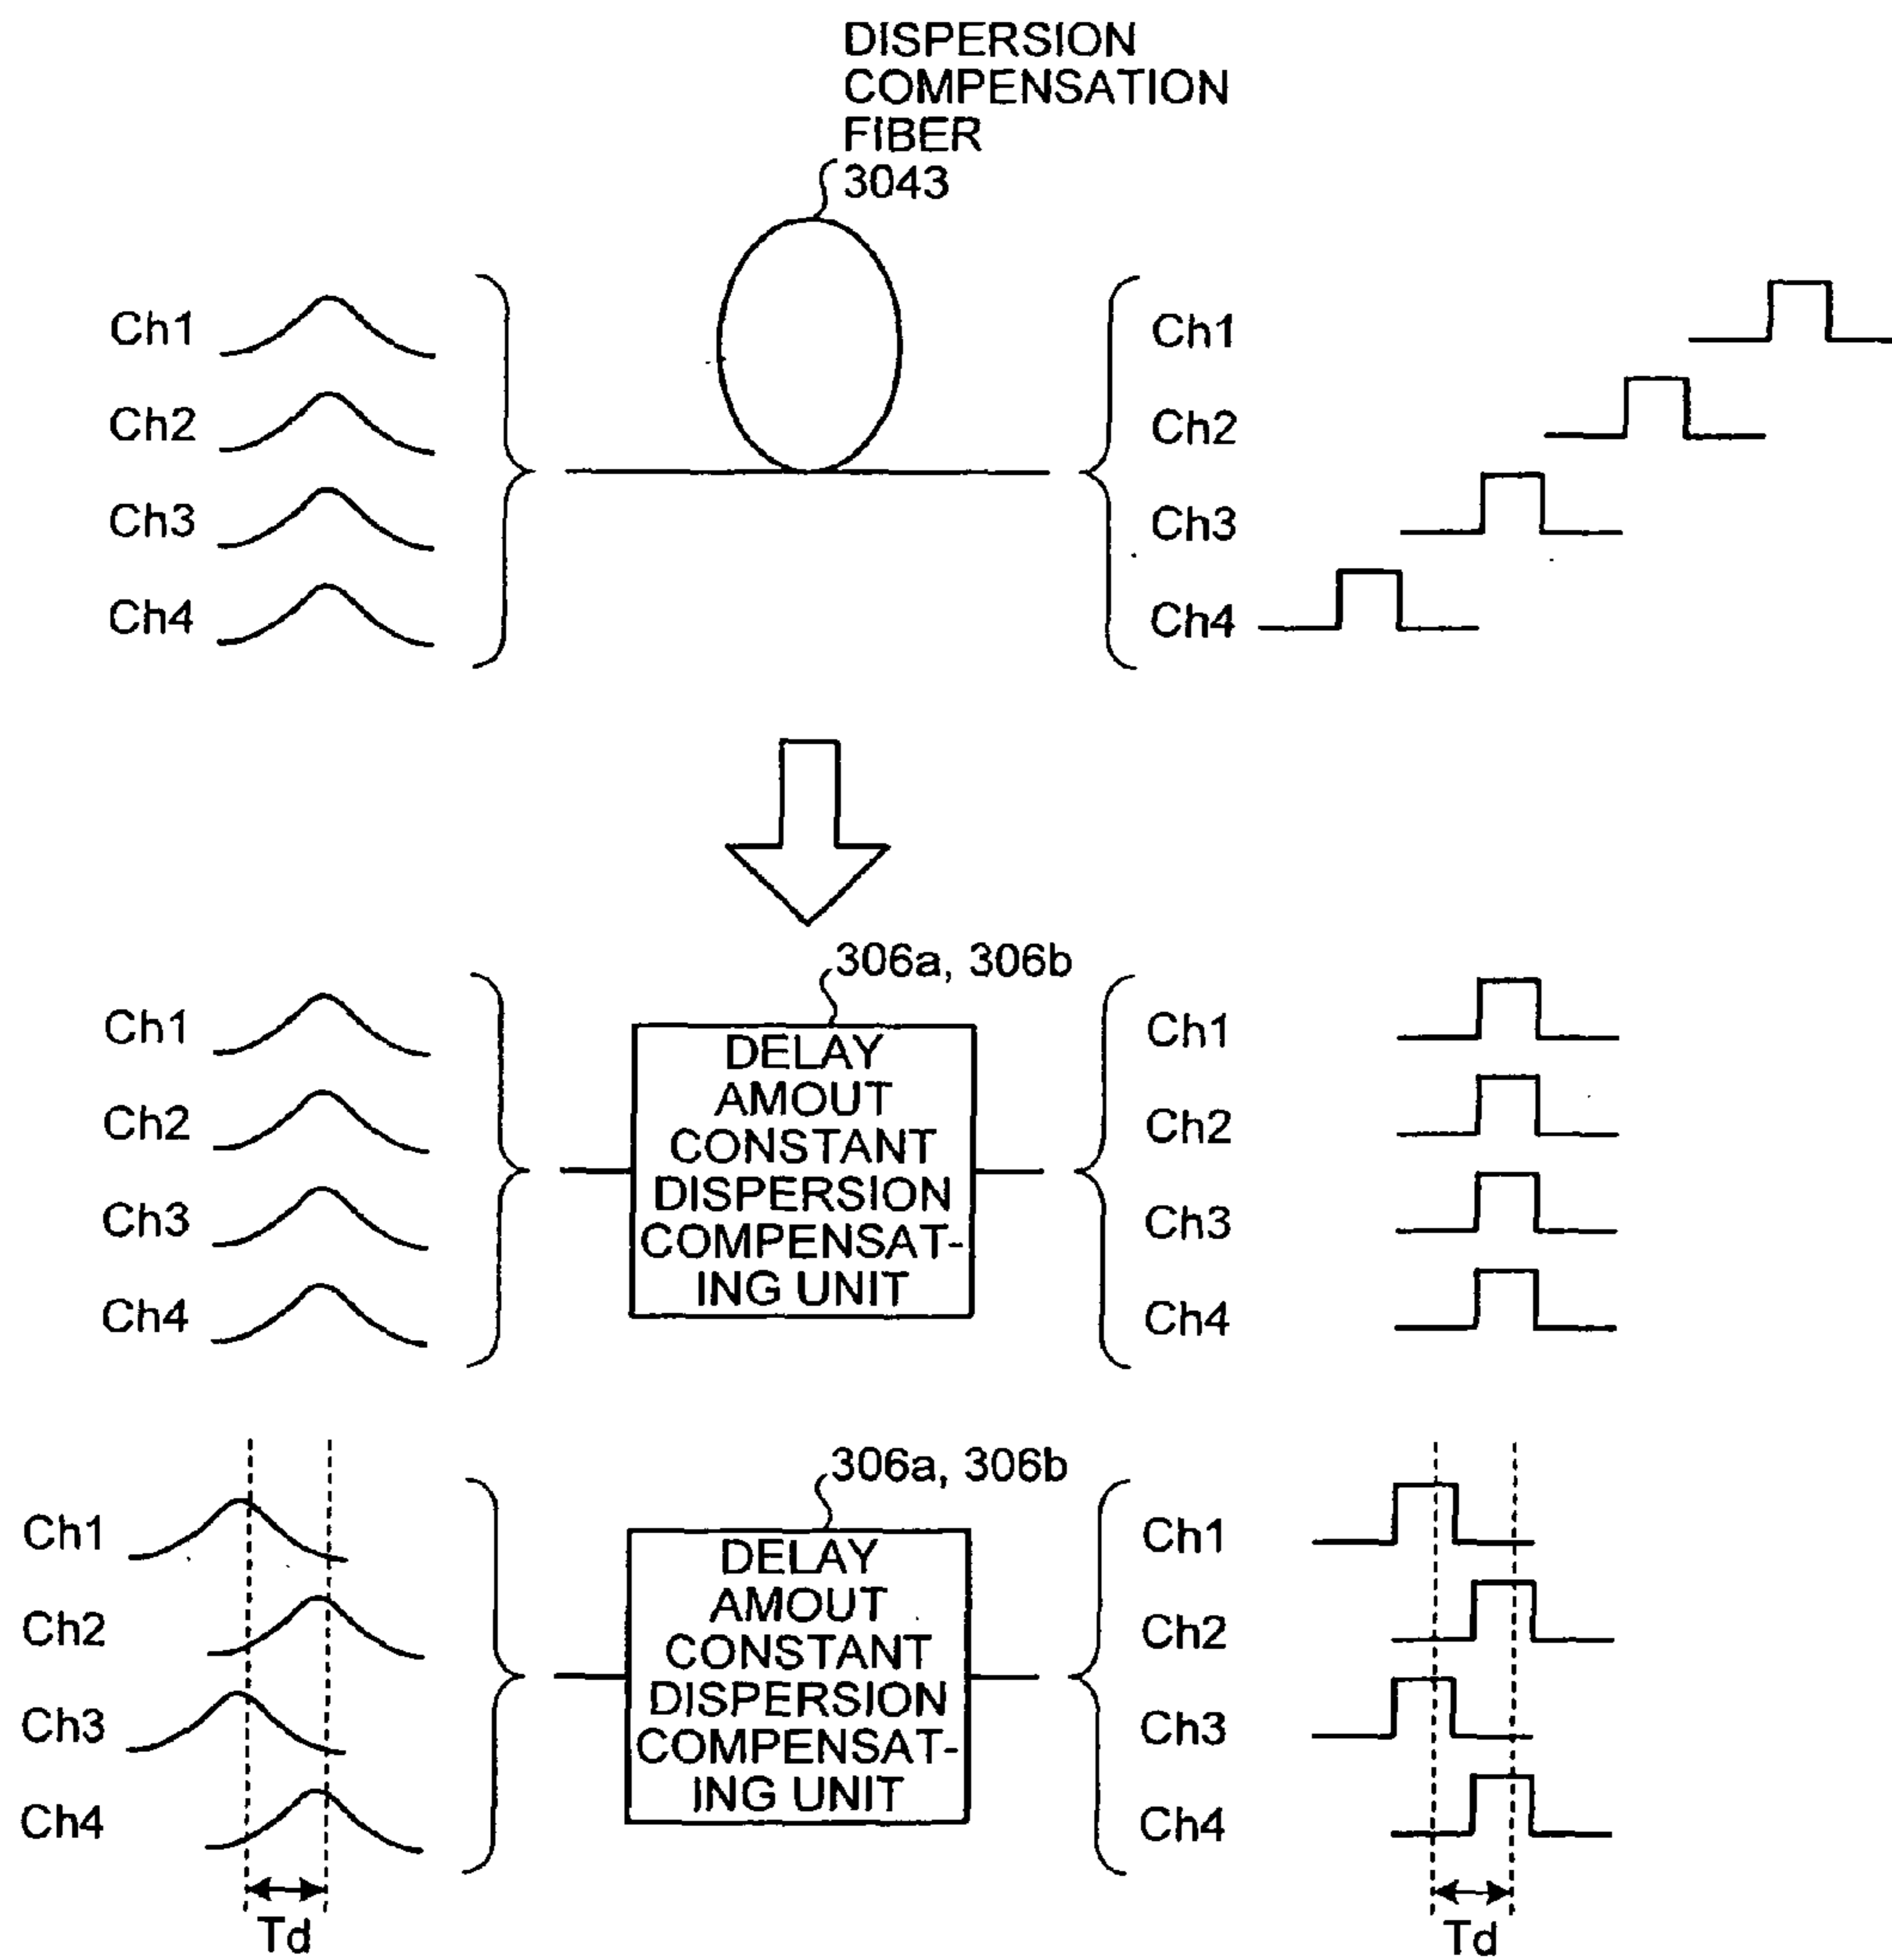 DISPERSION
COMPENSATION
FIBER
3043
Ch1
Ch2
Ch3
Ch4
Ch1
Ch2
Ch3
Ch4
306a, 306b
Ch1
Ch2
Ch3
Ch4
DELAY
AMOUT
CONSTANT
DISPERSION
COMPENSAT-
ING UNIT
Ch1
Ch2
Ch3
Ch4
306a, 306b
Ch1
Ch2
Ch3
Ch4
Td
DELAY
AMOUT
CONSTANT
DISPERSION
COMPENSAT-
ING UNIT
Ch1
Ch2
Ch3
Ch4
Td